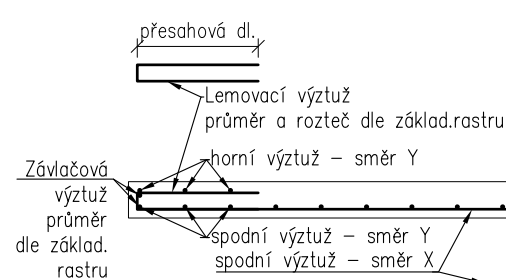 přesahová dl.
Lemovací výztuž
průměr a rozteč dle základ.rastru
horní výztuž – směr Y
Závlačová
výztuž
průměr
dle základ.
rastru
spodní výztuž – směr Y
spodní výztuž – směr X